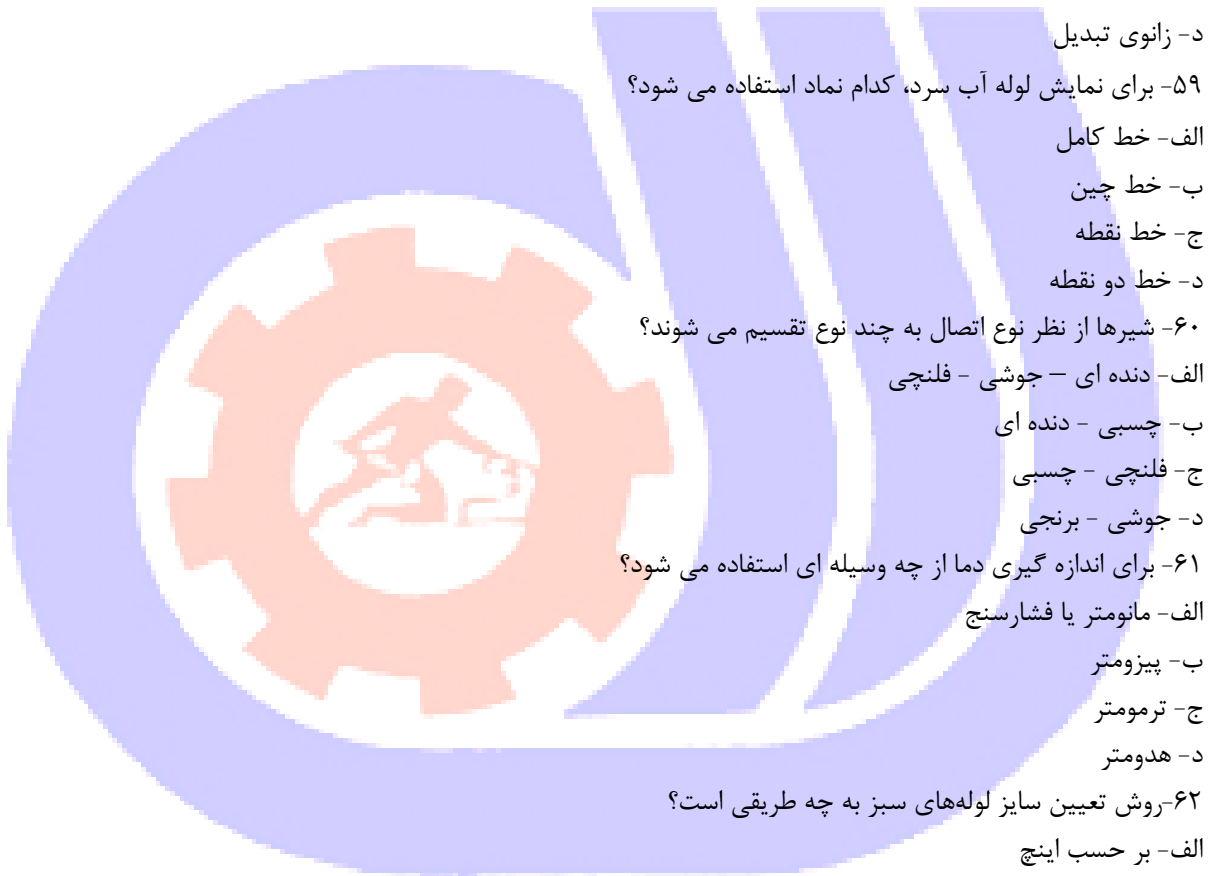 د- زانوی تبدیل
۵۹- برای نمایش لوله آب سرد، کدام نماد استفاده می شود؟
الف- خط کامل
ب- خط چین
ج- خط نقطه
د- خط دو نقطه
۶۰- شیرها از نظر نوع اتصال به چند نوع تقسیم می شوند؟
الف- دنده ای – جوشی - فلنچی
ب- چسبی - دنده ای
ج- فلنچی - چسبی
د- جوشی - برنجی
۶۱- برای اندازه گیری دما از چه وسیله ای استفاده می شود؟
الف- مانومتر یا فشارسنج
ب- پیزومتر
ج- ترمومتر
د- هدومتر
۶۲-روش تعیین سایز لوله‌های سبز به چه طریقی است؟
الف- بر حسب اینچ